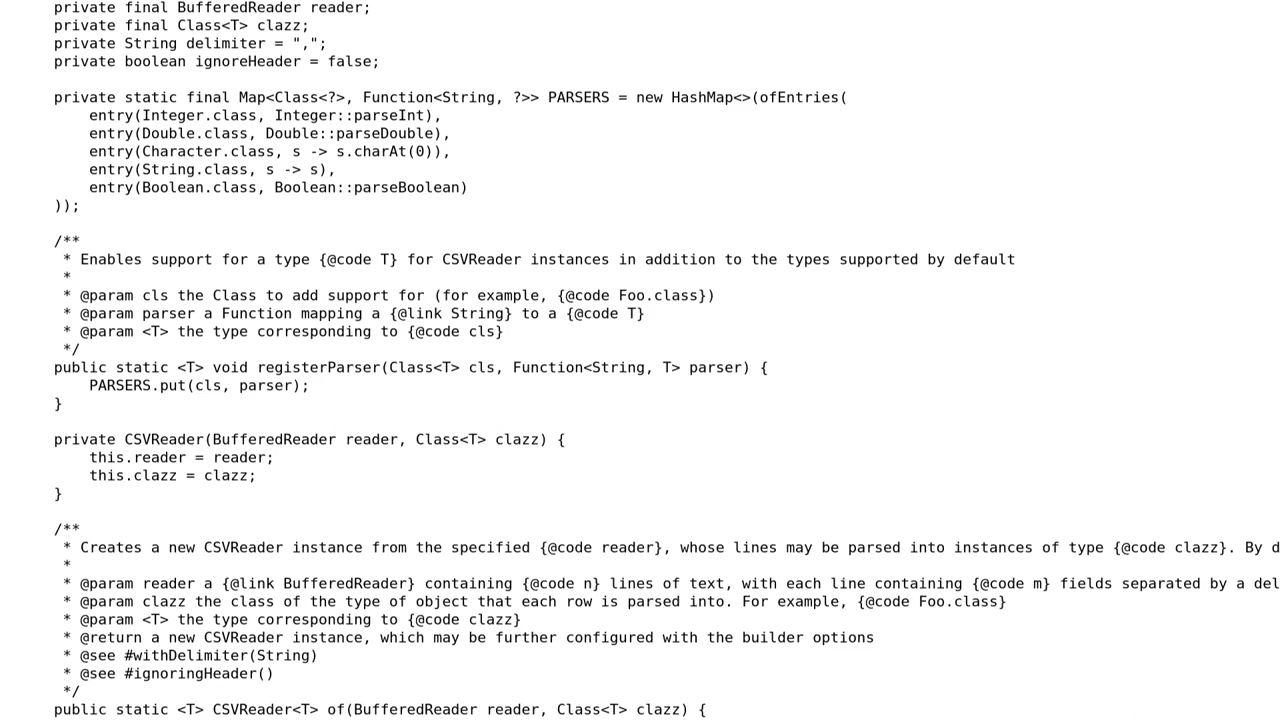 private final BufferedReader reader;
private final Class<T> clazz;
private String delimiter = ",";
private boolean ignoreHeader = false;
private static final Map<Class<?>, Function<String, ?>> PARSERS = new HashMap<>(ofEntries(
entry(Integer.class, Integer::parseInt),
entry(Double.class, Double::parseDouble),
entry(Character.class, s -> s.charAt(0)),
entry(String.class, s -> s),
entry(Boolean.class, Boolean::parseBoolean)
));
/**
* Enables support for a type {@code T} for CSVReader instances in addition to the types supported by default
*
* @param cls the Class to add support for (for example, {@code Foo.class})
* @param parser a Function mapping a {@link String} to a {@code T}
* @param <T> the type corresponding to {@code cls}
*/
public static <T> void registerParser(Class<T> cls, Function<String, T> parser) {
PARSERS.put(cls, parser);
}
private CSVReader(BufferedReader reader, Class<T> clazz) {
this.reader = reader;
this.clazz = clazz;
}
/**
* Creates a new CSVReader instance from the specified {@code reader}, whose lines may be parsed into instances of type {@code clazz}. By d
*
* @param reader a {@link BufferedReader} containing {@code n} lines of text, with each line containing {@code m} fields separated by a del
* @param clazz the class of the type of object that each row is parsed into. For example, {@code Foo.class}
* @param <T> the type corresponding to {@code clazz}
* @return a new CSVReader instance, which may be further configured with the builder options
* @see #withDelimiter(String)
* @see #ignoringHeader()
*/
public static <T> CSVReader<T> of(BufferedReader reader, Class<T> clazz) {